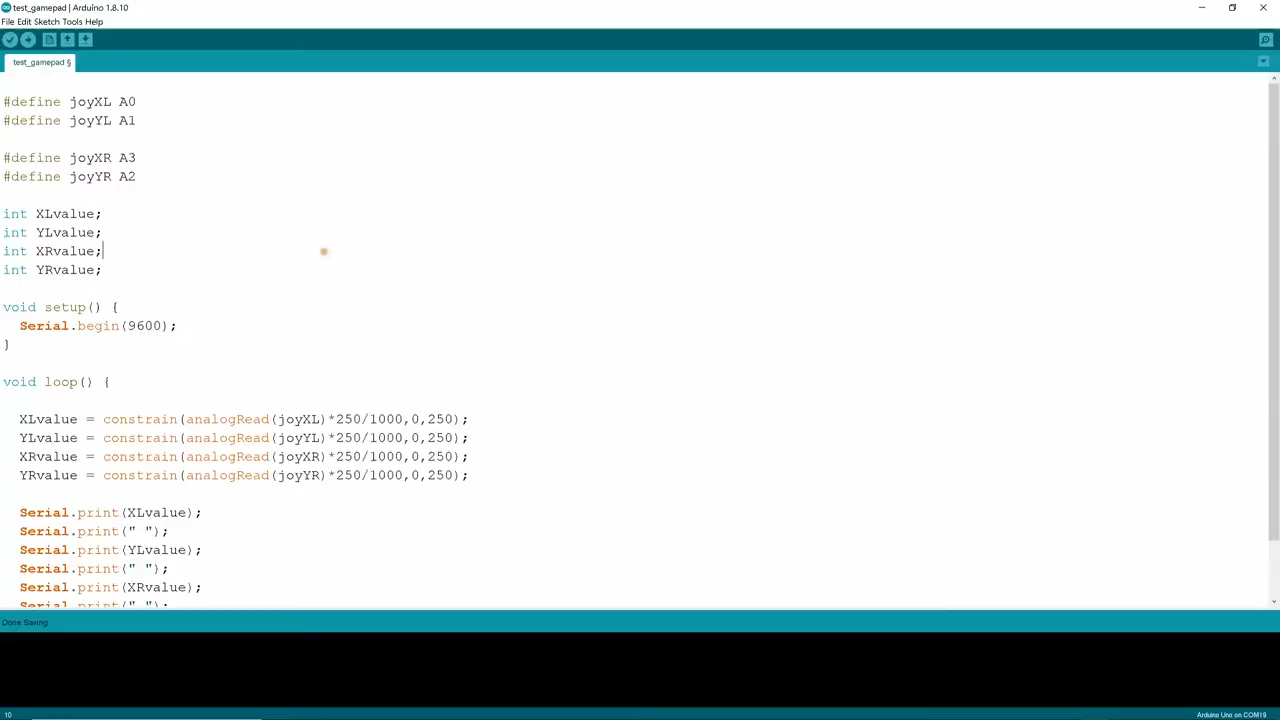 test_gamepad | Arduino 1.8.10
File Edit Sketch Tools Help
test_gamepad §
#define joyXL A0
#define joyYL A1
#define joyXR A3
#define joyYR A2
int XLvalue;
int YLvalue;
int XRvalue;
int YRvalue;
void setup() {
Serial.begin(9600);
}
void loop() {
XLvalue = constrain(analogRead(joyXL)*250/1000,0,250);
YLvalue = constrain(analogRead(joyYL)*250/1000,0,250);
XRvalue = constrain(analogRead(joyXR)*250/1000,0,250);
YRvalue = constrain(analogRead(joyYR)*250/1000,0,250);
Serial.print(XLvalue);
Serial.print(" ");
Serial.print(YLvalue);
Serial.print(" ");
Serial.print(XRvalue);
Serial.print(" ");
Done Saving
10
Arduino Uno on COM19